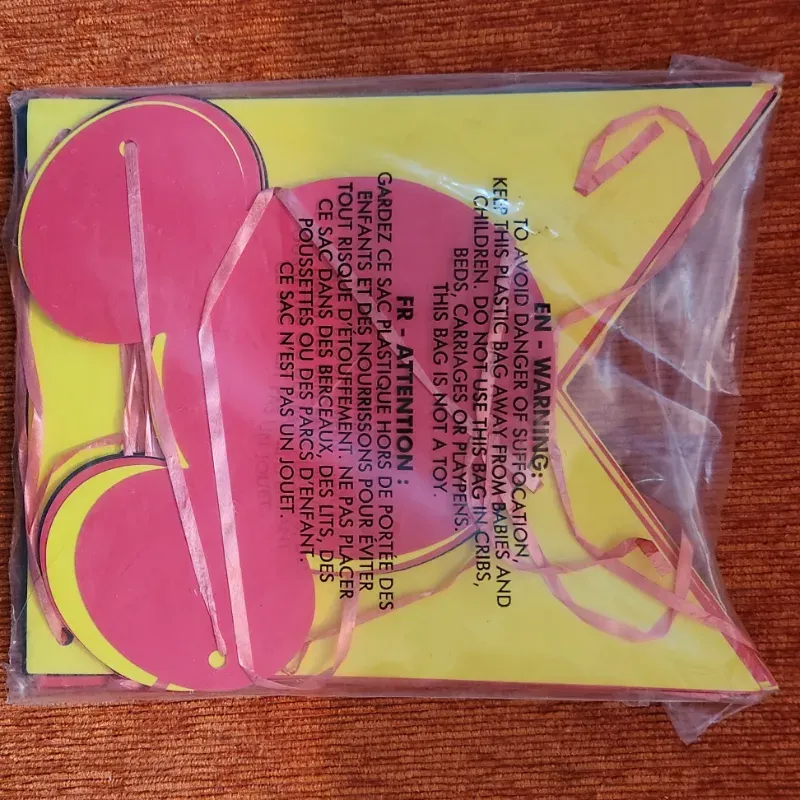 EN - WARNING:
TO AVOID DANGER OF SUFFOCATION,
KEEP THIS PLASTIC BAG AWAY FROM BABIES AND
CHILDREN. DO NOT USE THIS BAG IN CRIBS,
BEDS, CARRIAGES OR PLAYPENS.
THIS BAG IS NOT A TOY.
FR - ATTENTION :
GARDEZ CE SAC PLASTIQUE HORS DE PORTÉE DES
ENFANTS ET DES NOURRISSONS POUR ÉVITER
TOUT RISQUE D'ÉTOUFFEMENT. NE PAS PLACER
CE SAC DANS DES BERCEAUX, DES LITS, DES
POUSSETTES OU DES PARCS D'ENFANT.
CE SAC N'EST PAS UN JOUET.